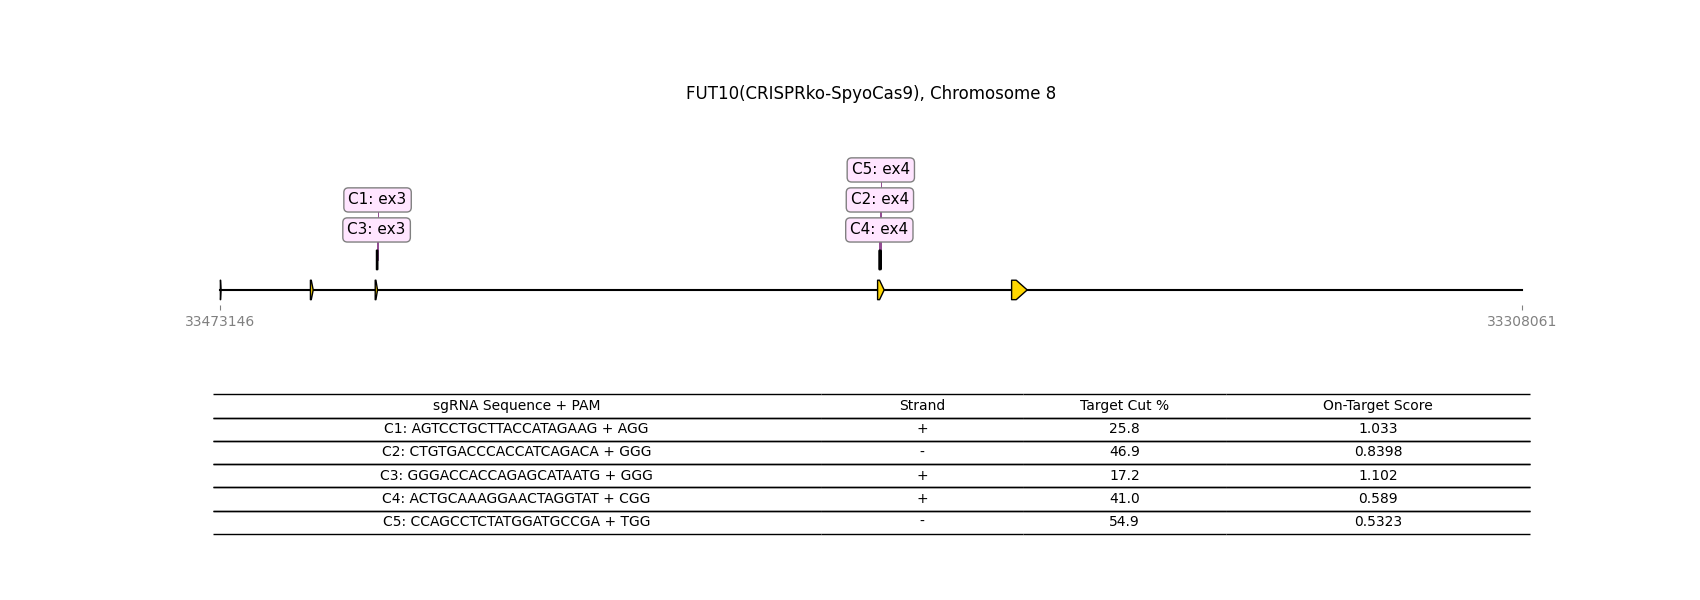 FUT10(CRISPRko-SpyoCas9), Chromosome 8
C5: ex4
C1: ex3
C2: ex4
C3: ex3
C4: ex4
33473146
33308061
sgRNA Sequence + PAM Strand Target Cut % On-Target Score
C1: AGTCCTGCTTACCATAGAAG + AGG + 25.8 1.033
C2: CTGTGACCCACCATCAGACA + GGG - 46.9 0.8398
C3: GGGACCACCAGAGCATAATG + GGG + 17.2 1.102
C4: ACTGCAAAGGAACTAGGTAT + CGG + 41.0 0.589
C5: CCAGCCTCTATGGATGCCGA + TGG - 54.9 0.5323